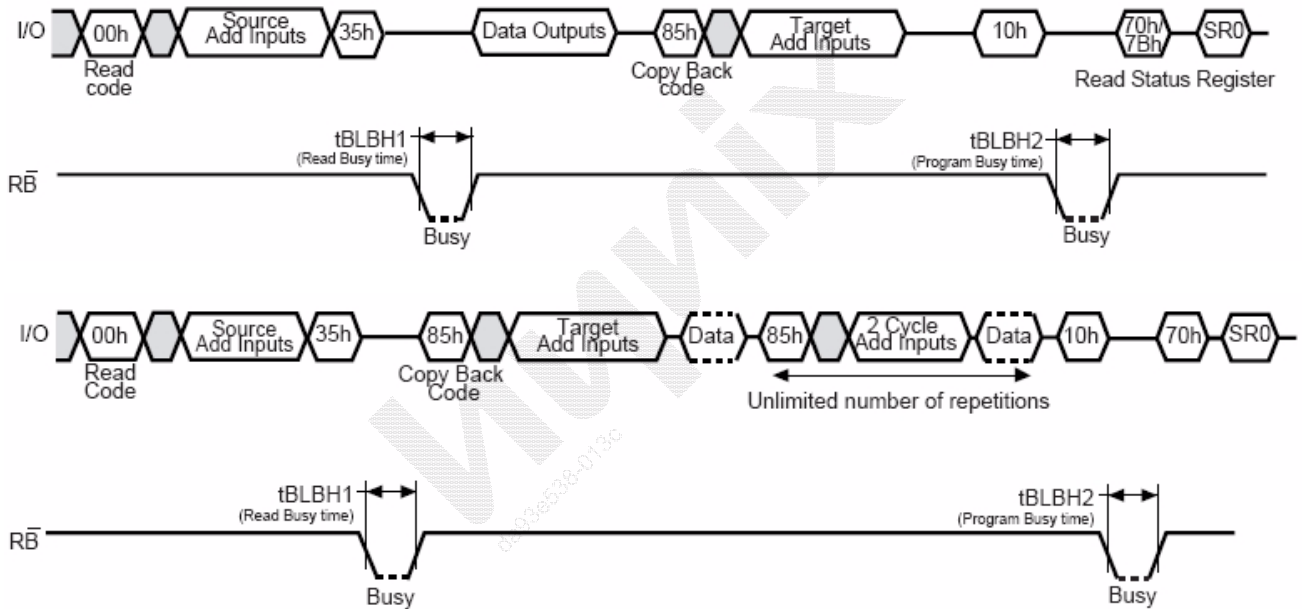 I/O 00h Source Add Inputs 35h Data Outputs 85h Target Add Inputs 10h 70h/ 7Bh SR0
Read code
Copy Back code
Read Status Register
tBLBH1
(Read Busy time)
tBLBH2
(Program Busy time)
RB
Busy
Busy
I/O 00h Source Add Inputs 35h 85h Target Add Inputs Data 85h 2 Cycle Add Inputs Data 10h 70h SR0
Read Code
Copy Back Code
Unlimited number of repetitions
tBLBH1
(Read Busy time)
tBLBH2
(Program Busy time)
RB
Busy
Busy